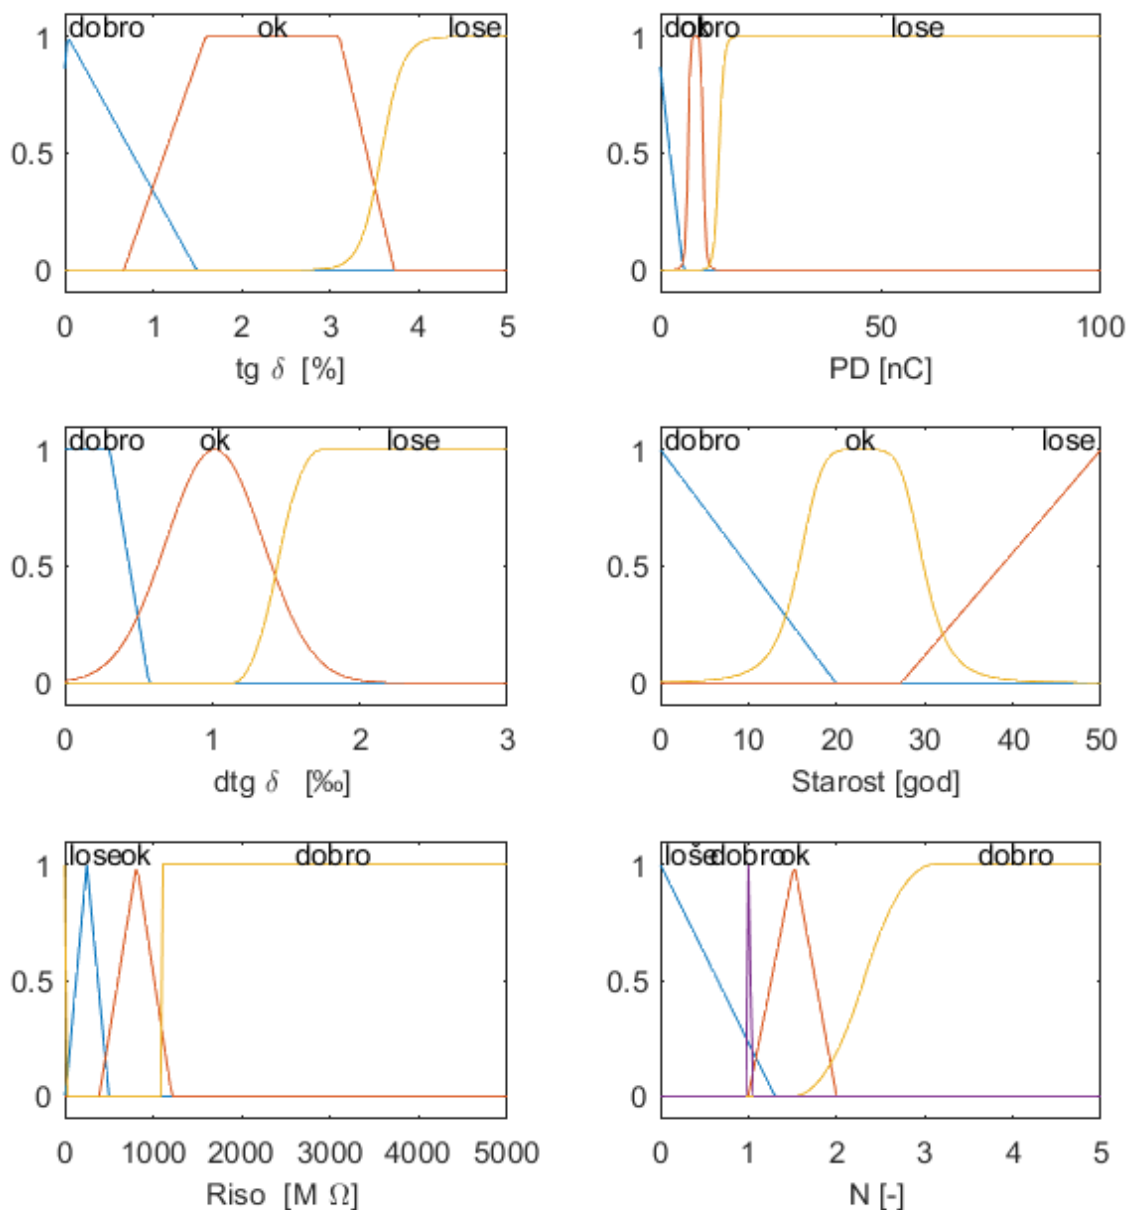 dobro ok lose
1
0.5
0
0 1 2 3 4 5
tg δ [%]
dobro ok lose
1
0.5
0
0 50 100
PD [nC]
dobro ok lose
1
0.5
0
0 1 2 3
dtg δ [‰]
dobro ok lose
1
0.5
0
0 10 20 30 40 50
Starost [god]
lose ok dobro
1
0.5
0
0 1000 2000 3000 4000 5000
Riso [M Ω]
loše dobro ok dobro
1
0.5
0
0 1 2 3 4 5
N [-]